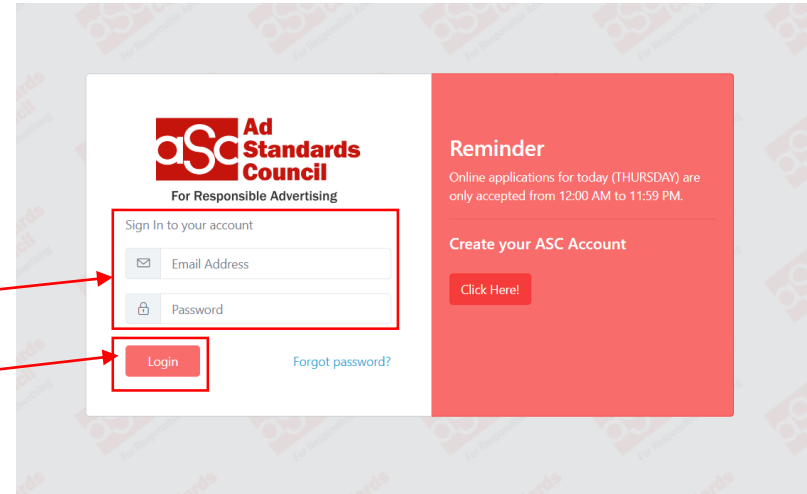 asc Ad
Standards
Council
For Responsible Advertising
Sign In to your account
Email Address
Password
Login
Forgot password?
Reminder
Online applications for today (THURSDAY) are
only accepted from 12:00 AM to 11:59 PM.
Create your ASC Account
Click Here!